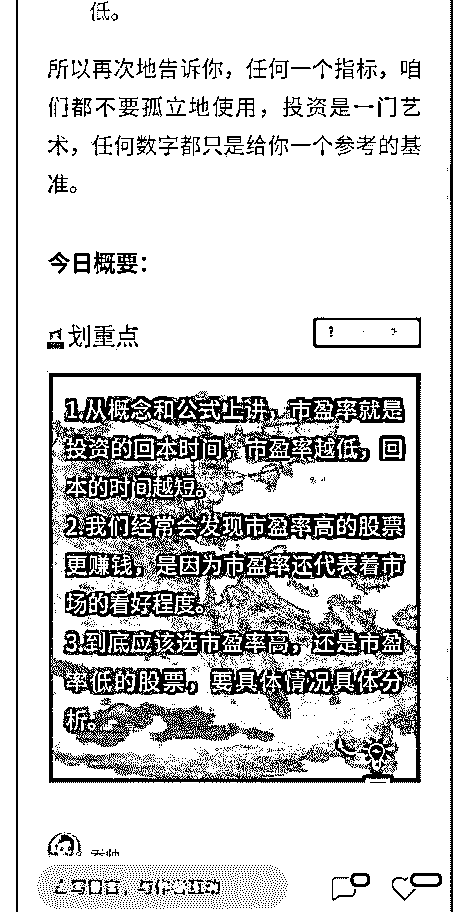 低。
所以再次地告诉你，任何一个指标，咱
们都不要孤立地使用，投资是一门艺
术，任何数字都只是给你一个参考的基
准。
今日概要：
划重点
1.从概念和公式上讲，市盈率就是
投资的回本时间，市盈率越低，回
本的时间越短。
2.我们经常会发现市盈率高的股票
更赚钱，是因为市盈率还代表着市
场的看好程度。
3.到底应该选市盈率高，还是市盈
率低的股票，要具体情况具体分
析。